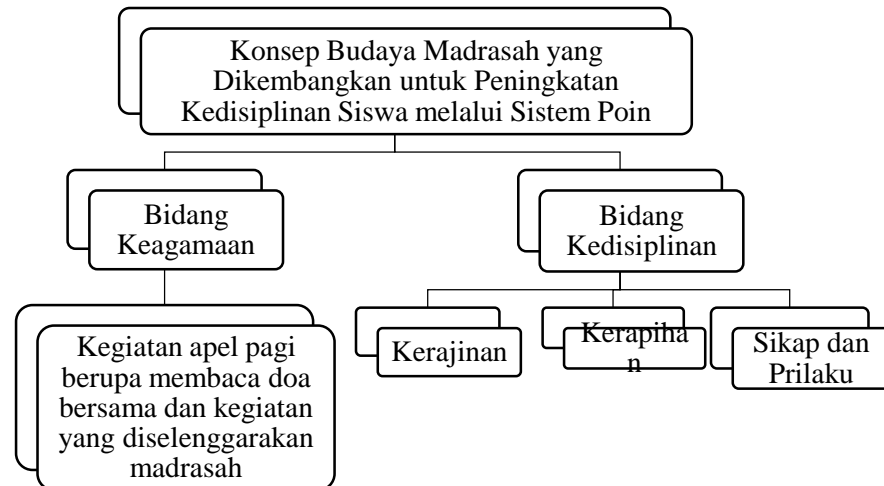 Konsep Budaya Madrasah yang
Dikembangkan untuk Peningkatan
Kedisiplinan Siswa melalui Sistem Poin
Bidang
Keagamaan
Bidang
Kedisiplinan
Kegiatan apel pagi
berupa membaca doa
bersama dan kegiatan
yang diselenggarakan
madrasah
Kerajinan
Kerapiha
n
Sikap dan
Prilaku